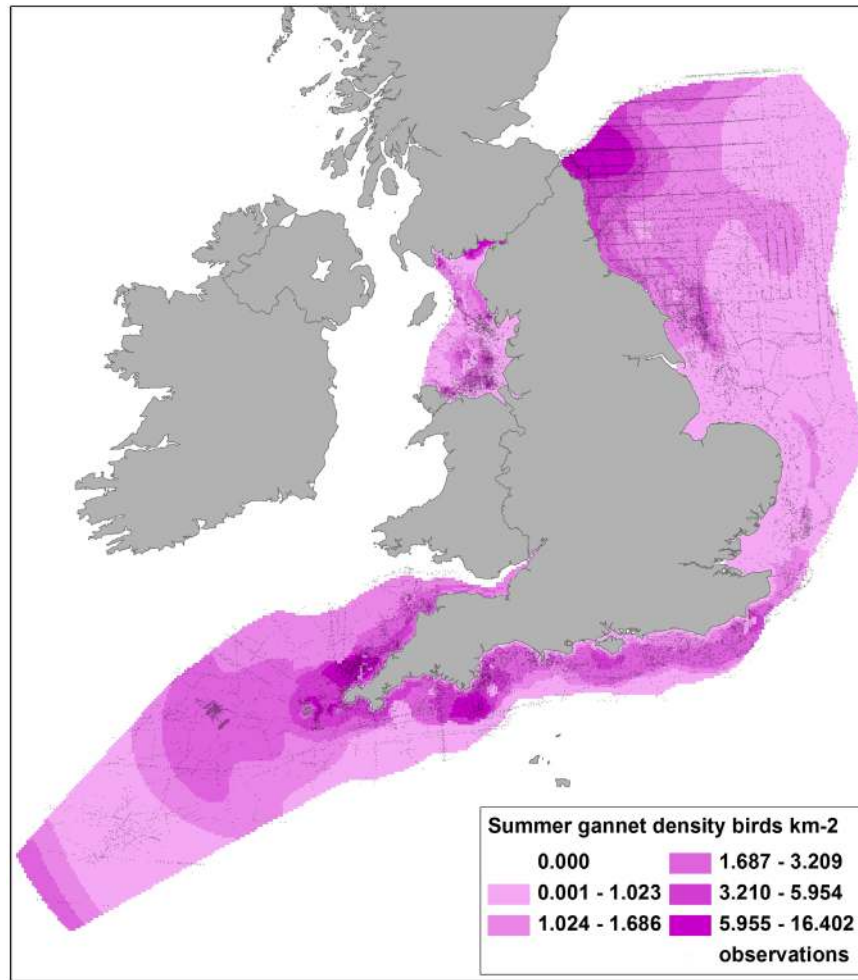 Summer gannet density birds km-2
0.000
0.001 - 1.023
1.024 - 1.686
1.687 - 3.209
3.210 - 5.954
5.955 - 16.402
observations